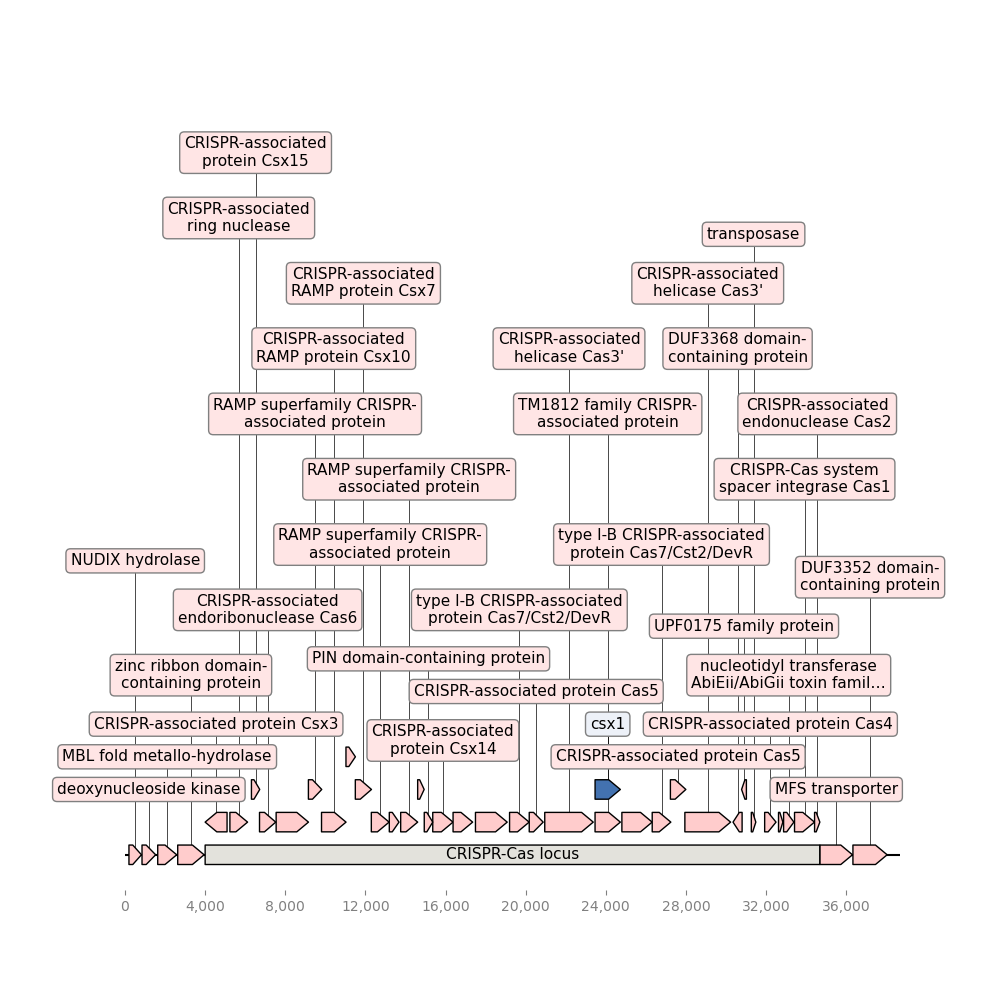 CRISPR-associated
protein Csx15
CRISPR-associated
ring nuclease
transposase
CRISPR-associated
RAMP protein Csx7
CRISPR-associated
helicase Cas3'
CRISPR-associated
RAMP protein Csx10
CRISPR-associated
helicase Cas3'
DUF3368 domain-
containing protein
RAMP superfamily CRISPR-
associated protein
TM1812 family CRISPR-
associated protein
CRISPR-associated
endonuclease Cas2
RAMP superfamily CRISPR-
associated protein
CRISPR-Cas system
spacer integrase Cas1
RAMP superfamily CRISPR-
associated protein
type I-B CRISPR-associated
protein Cas7/Cst2/DevR
NUDIX hydrolase
DUF3352 domain-
containing protein
CRISPR-associated
endoribonuclease Cas6
type I-B CRISPR-associated
protein Cas7/Cst2/DevR
UPF0175 family protein
PIN domain-containing protein
zinc ribbon domain-
containing protein
nucleotidyl transferase
AbiEii/AbiGii toxin famil...
CRISPR-associated protein Cas5
CRISPR-associated protein Csx3
csx1
CRISPR-associated protein Cas4
CRISPR-associated
protein Csx14
MBL fold metallo-hydrolase
CRISPR-associated protein Cas5
deoxynucleoside kinase
MFS transporter
CRISPR-Cas locus
0 4,000 8,000 12,000 16,000 20,000 24,000 28,000 32,000 36,000